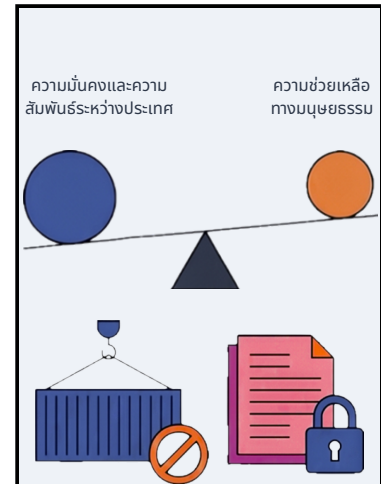 ความมั่นคงและความ
สัมพันธ์ระหว่างประเทศ
ความช่วยเหลือ
ทางมนุษยธรรม